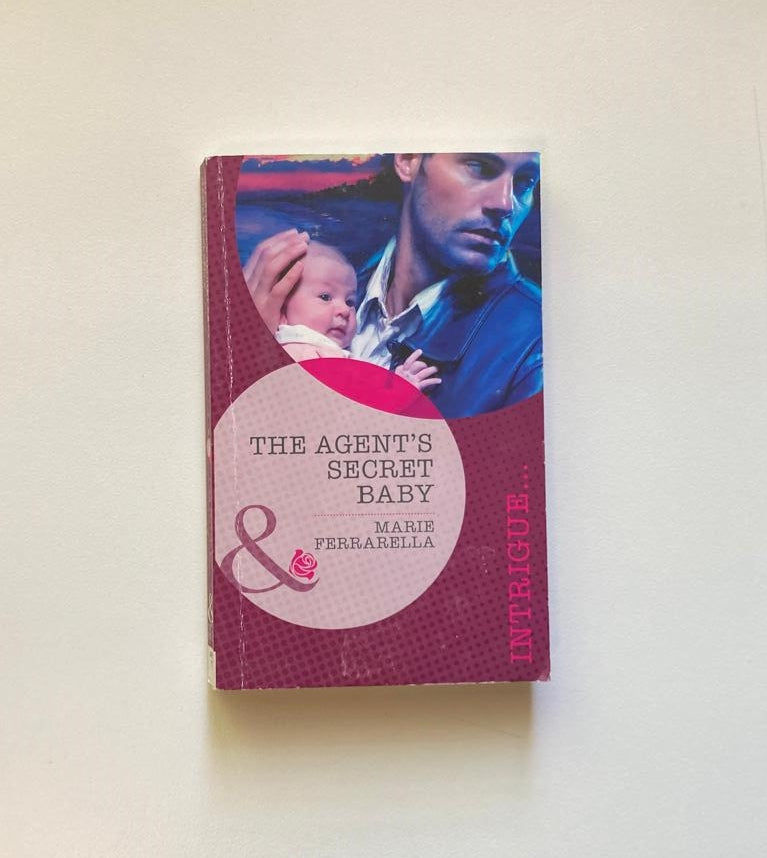 THE AGENT'S
SECRET
BABY
MARIE
FERRARELLA
&
INTRIGUE...